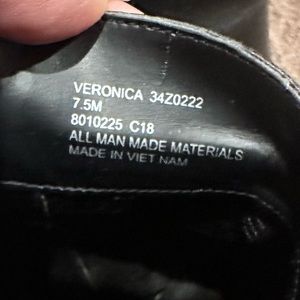 VERONICA 34Z0222
7.5M
8010225 C18
ALL MAN MADE MATERIALS
MADE IN VIET NAM